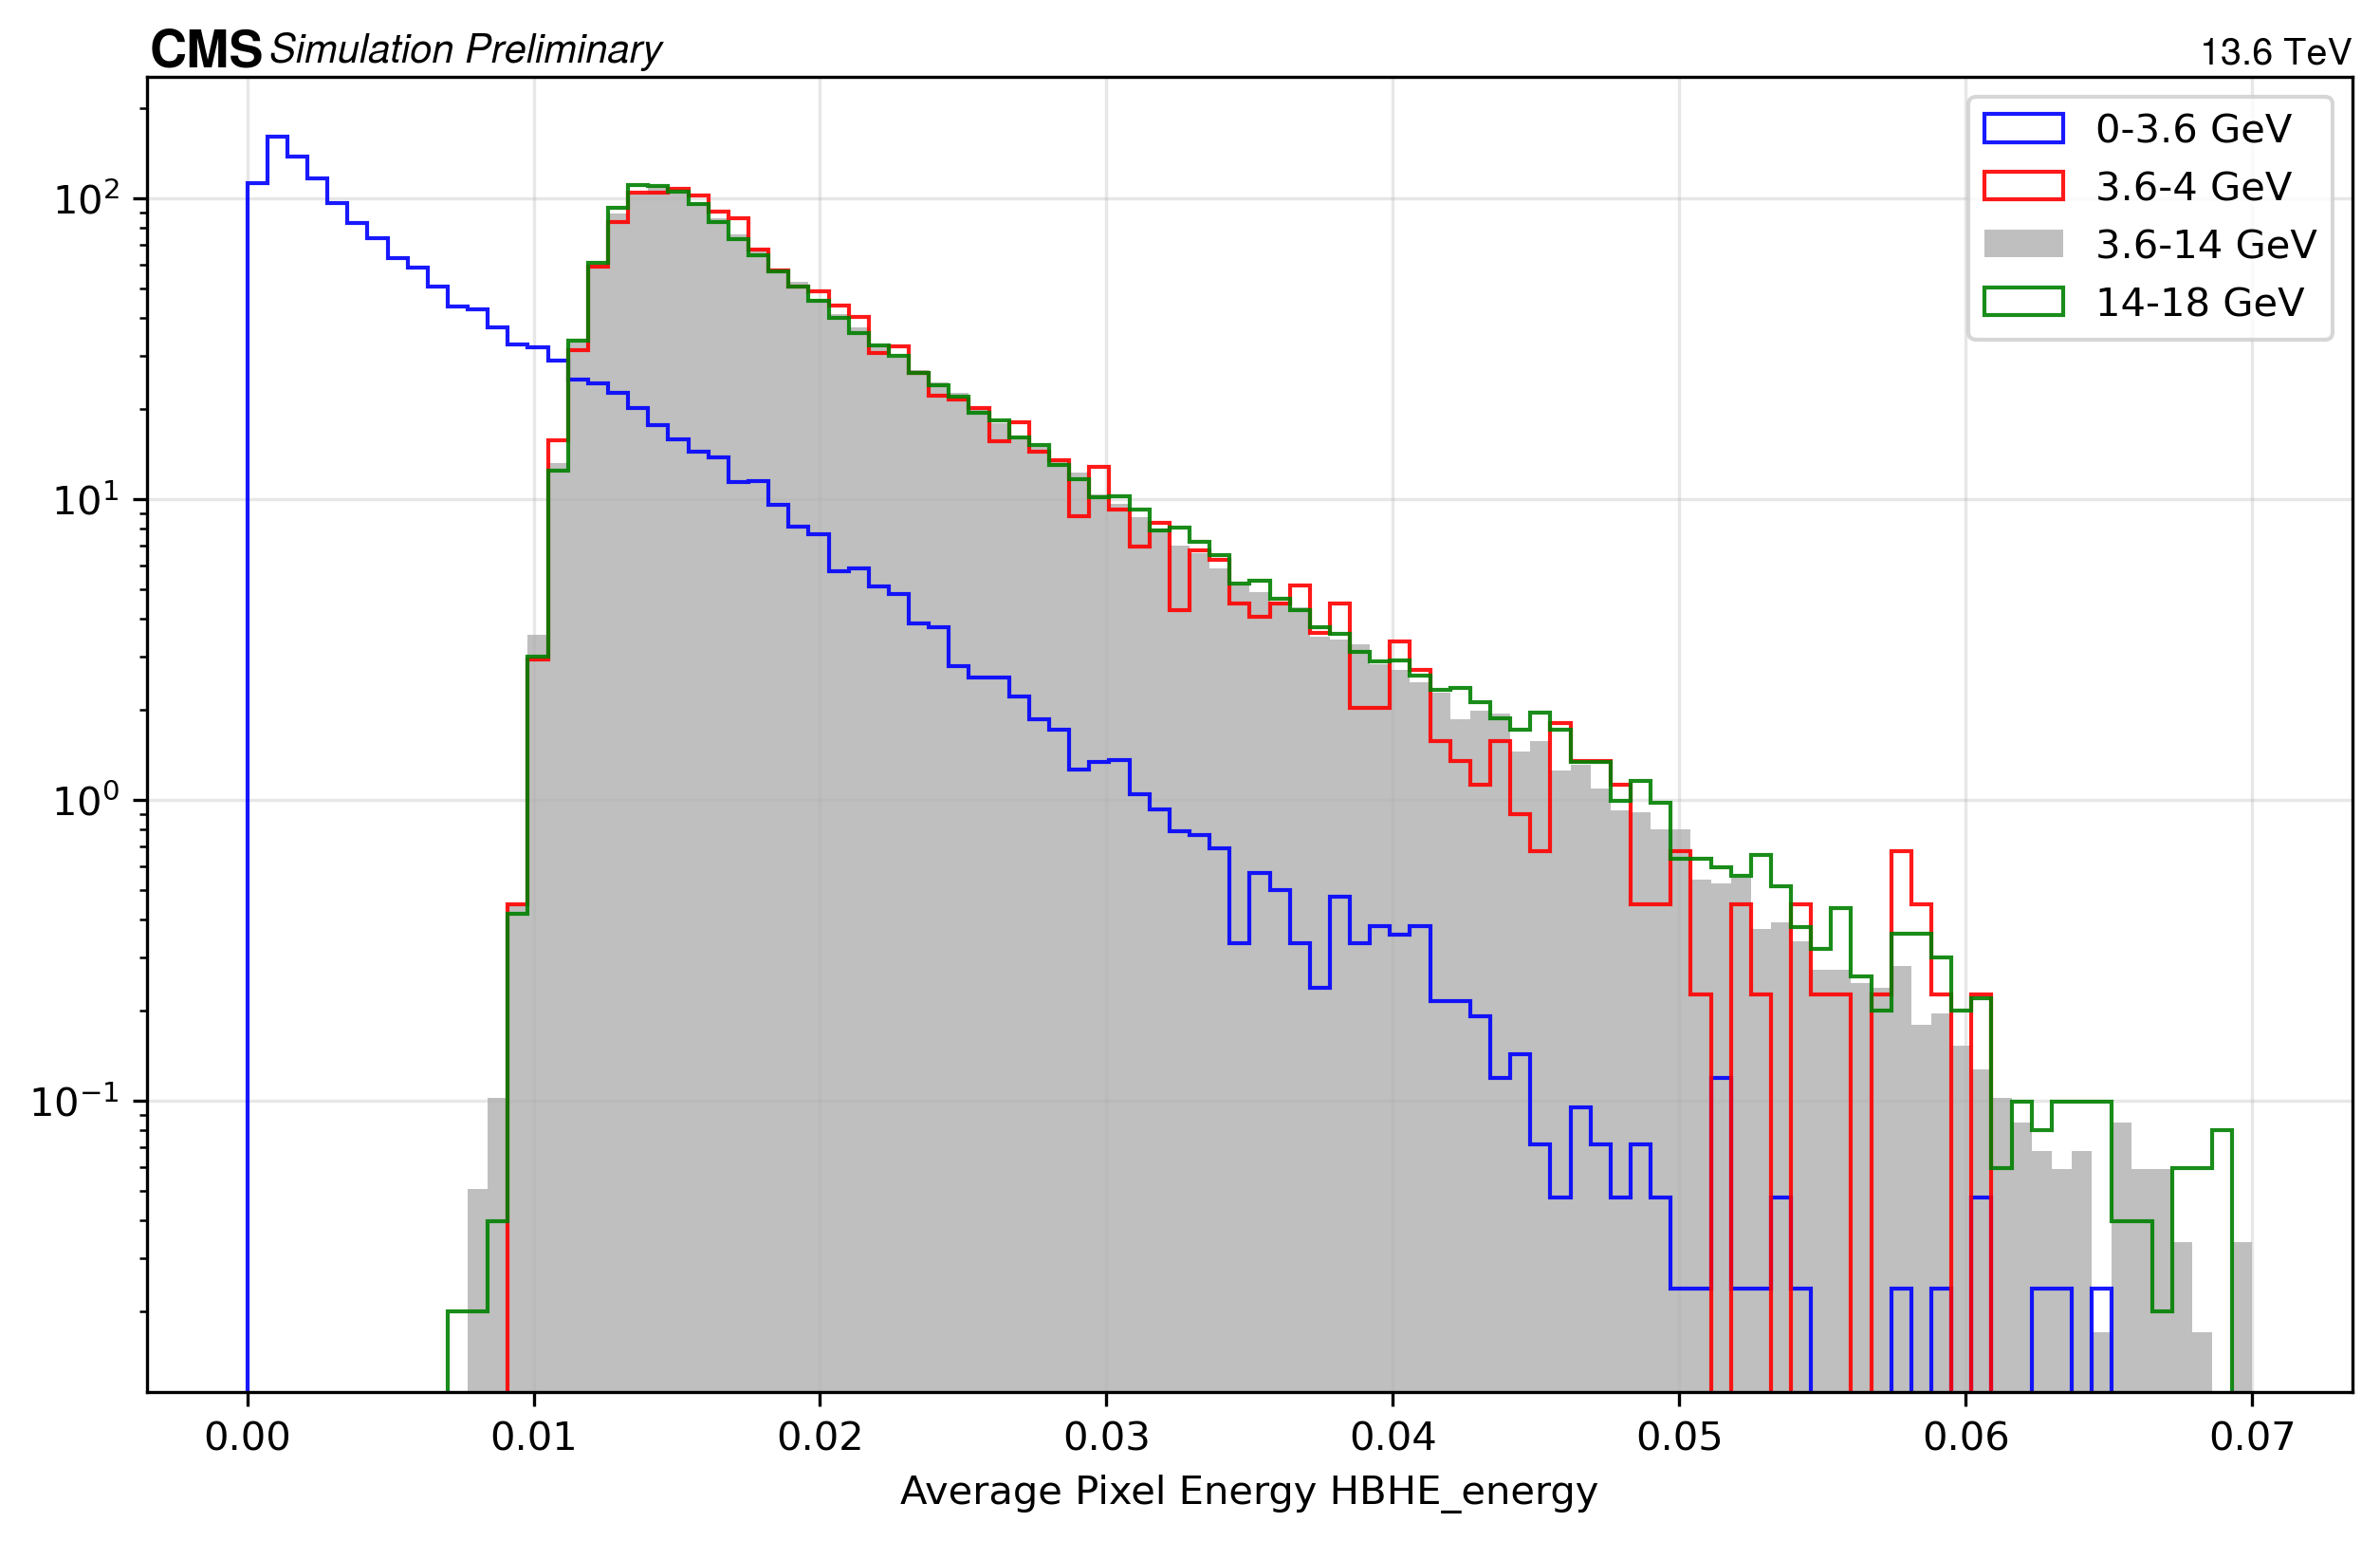 CMS Simulation Preliminary
13.6 TeV
0-3.6 GeV
3.6-4 GeV
3.6-14 GeV
14-18 GeV
10²
10¹
10⁰
10⁻¹
0.00 0.01 0.02 0.03 0.04 0.05 0.06 0.07
Average Pixel Energy HBHE_energy